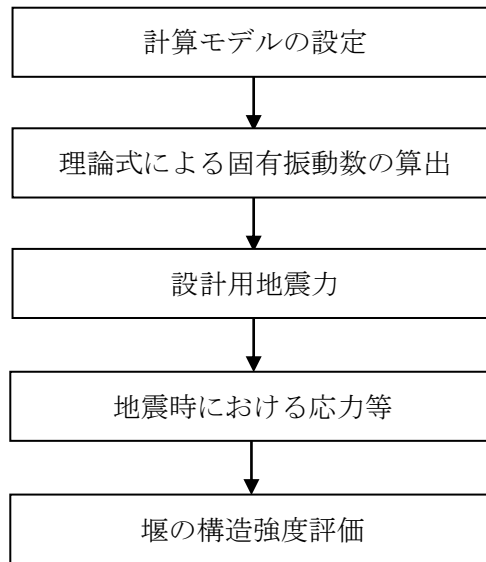 計算モデルの設定
理論式による固有振動数の算出
設計用地震力
地震時における応力等
堰の構造強度評価